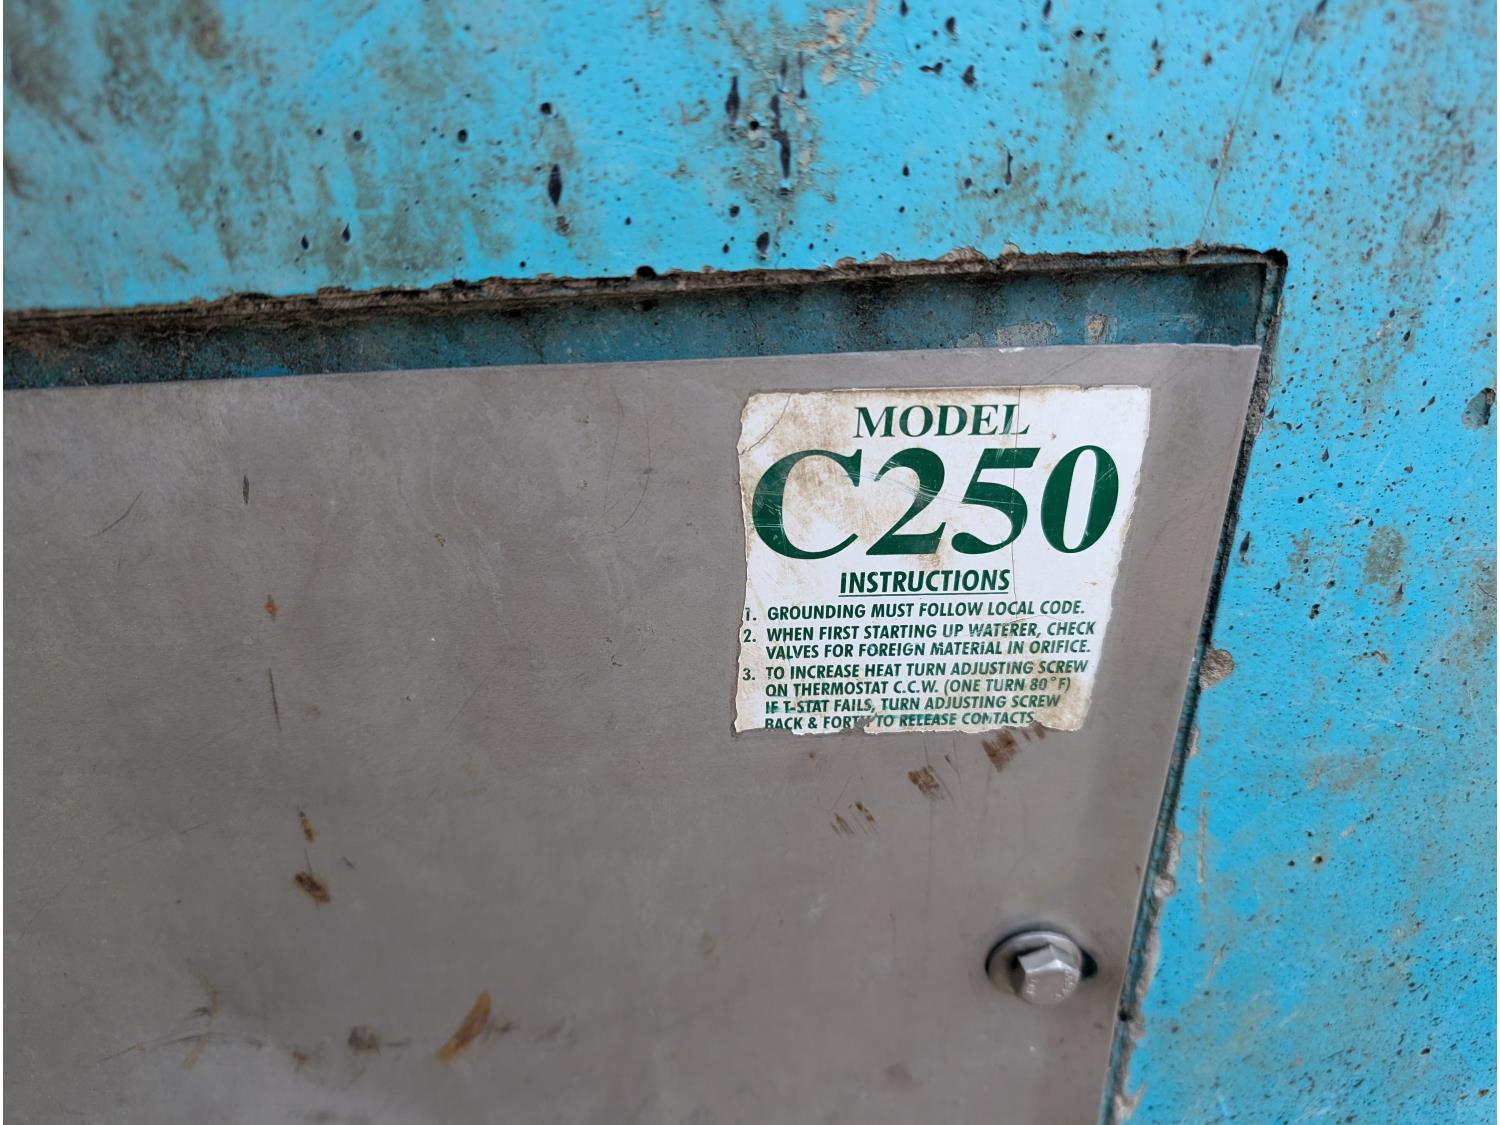 MODEL
C250
INSTRUCTIONS
1. GROUNDING MUST FOLLOW LOCAL CODE.
2. WHEN FIRST STARTING UP WATERER, CHECK
VALVES FOR FOREIGN MATERIAL IN ORIFICE.
3. TO INCREASE HEAT TURN ADJUSTING SCREW
ON THERMOSTAT C.C.W. (ONE TURN 80°F)
IF T-STAT FAILS, TURN ADJUSTING SCREW
BACK & FORTH TO RELEASE CONTACTS